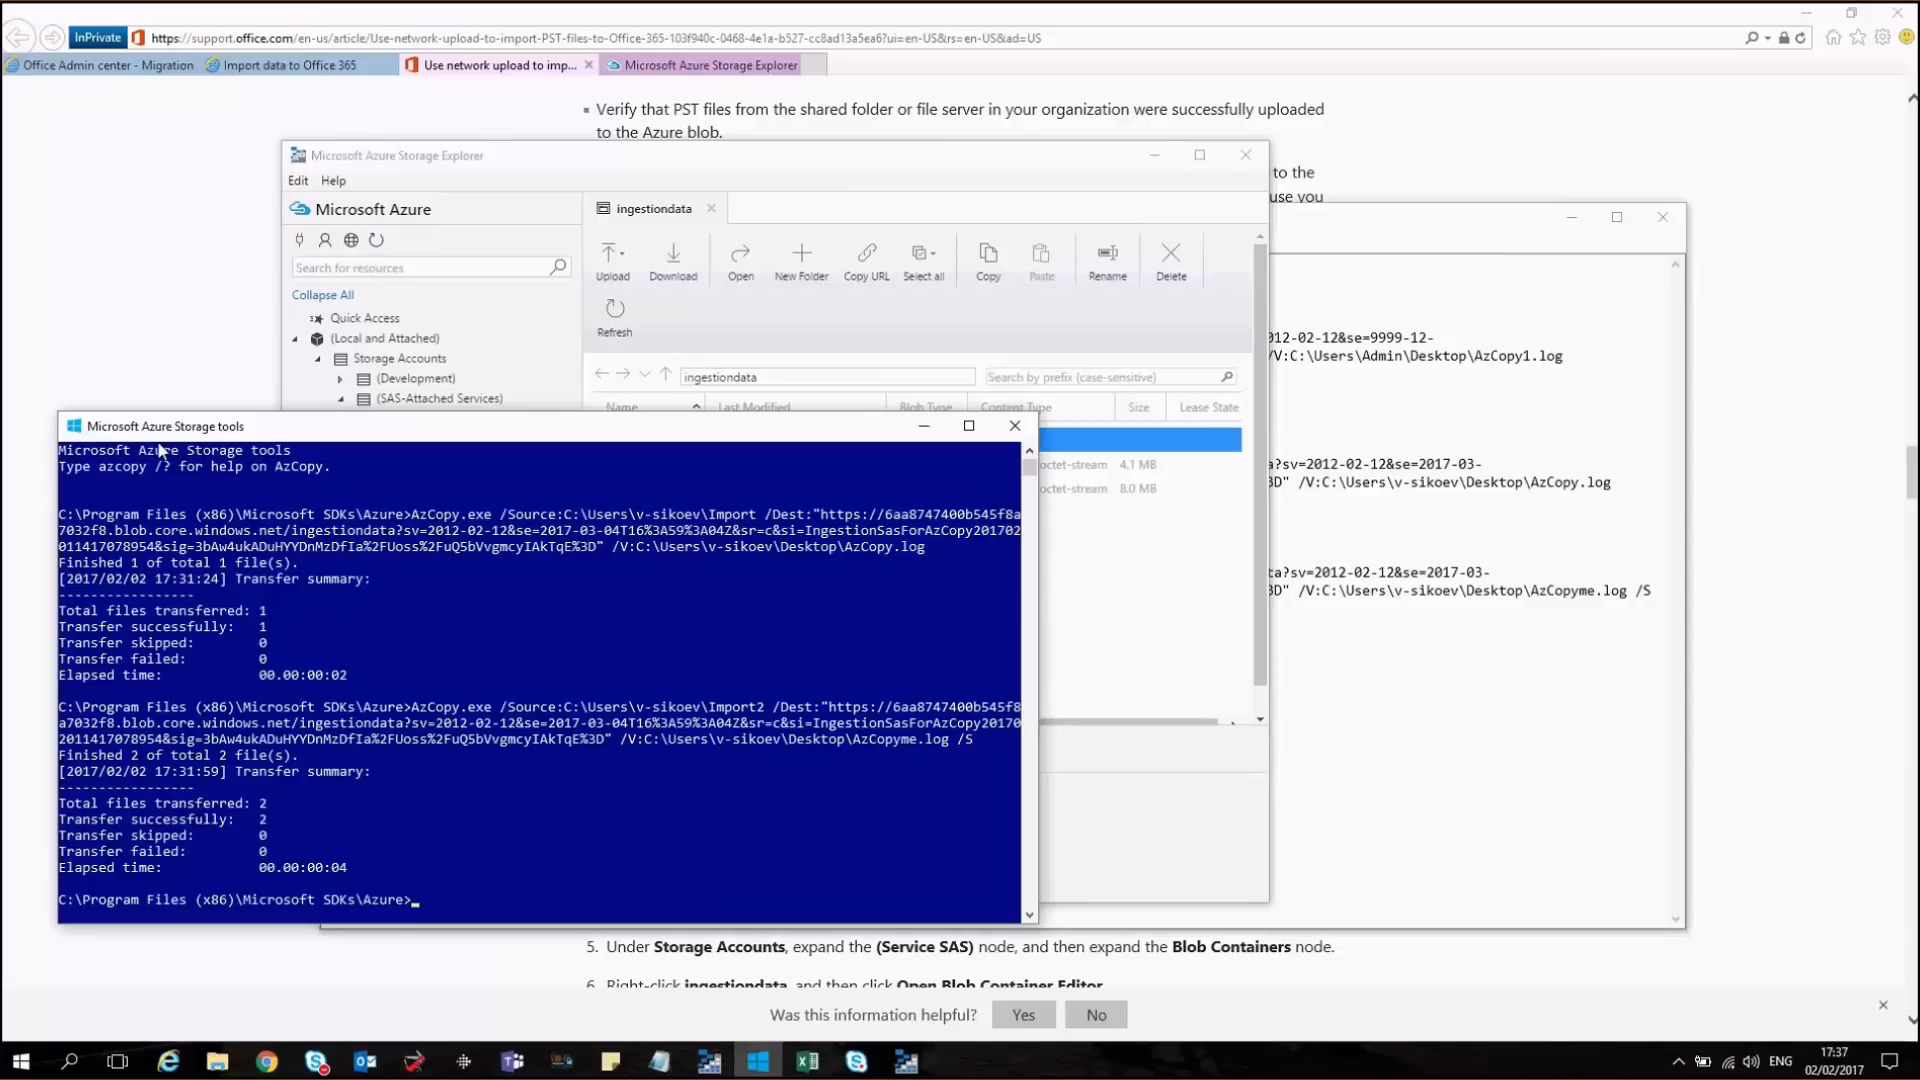 InPrivate
https://support.office.com/en-us/article/Use-network-upload-to-import-PST-files-to-Office-365-103f940c-0468-4e1a-b527-cc8ad13a5ea6?ui=en-US&rs=en-US&ad=US
Office Admin center - Migration
Import data to Office 365
Use network upload to imp...
Microsoft Azure Storage Explorer
Verify that PST files from the shared folder or file server in your organization were successfully uploaded
to the Azure blob.
to the
use you
Microsoft Azure Storage Explorer
Edit Help
Microsoft Azure
Search for resources
Collapse All
Quick Access
(Local and Attached)
Storage Accounts
(Development)
(SAS-Attached Services)
ingestiondata
Upload
Download
Open
New Folder
Copy URL
Select all
Copy
Paste
Rename
Delete
Refresh
ingestiondata
Search by prefix (case-sensitive)
Name Last Modified Blob Type Content Type Size Lease State
octet-stream 4.1 MB
octet-stream 8.0 MB
012-02-12&se=9999-12-
/V:C:\Users\Admin\Desktop\AzCopy1.log
a?sv=2012-02-12&se=2017-03-
3D" /V:C:\Users\v-sikoev\Desktop\AzCopy.log
ta?sv=2012-02-12&se=2017-03-
3D" /V:C:\Users\v-sikoev\Desktop\AzCopyme.log /S
Microsoft Azure Storage tools
Microsoft Azure Storage tools
Type azcopy /? for help on AzCopy.
C:\Program Files (x86)\Microsoft SDKs\Azure>AzCopy.exe /Source:C:\Users\v-sikoev\Import /Dest:"https://6aa8747400b545f8a
7032f8.blob.core.windows.net/ingestiondata?sv=2012-02-12&se=2017-03-04T16%3A59%3A04Z&sr=c&si=IngestionSasForAzCopy201702
011417078954&sig=3bAw4ukADuHYYDnMzDfIa%2FUoss%2FuQ5bVvgmcyIAkTqE%3D" /V:C:\Users\v-sikoev\Desktop\AzCopy.log
Finished 1 of total 1 file(s).
[2017/02/02 17:31:24] Transfer summary:
-----------------
Total files transferred: 1
Transfer successfully: 1
Transfer skipped: 0
Transfer failed: 0
Elapsed time: 00.00:00:02
C:\Program Files (x86)\Microsoft SDKs\Azure>AzCopy.exe /Source:C:\Users\v-sikoev\Import2 /Dest:"https://6aa8747400b545f8
a7032f8.blob.core.windows.net/ingestiondata?sv=2012-02-12&se=2017-03-04T16%3A59%3A04Z&sr=c&si=IngestionSasForAzCopy20170
2011417078954&sig=3bAw4ukADuHYYDnMzDfIa%2FUoss%2FuQ5bVvgmcyIAkTqE%3D" /V:C:\Users\v-sikoev\Desktop\AzCopyme.log /S
Finished 2 of total 2 file(s).
[2017/02/02 17:31:59] Transfer summary:
-----------------
Total files transferred: 2
Transfer successfully: 2
Transfer skipped: 0
Transfer failed: 0
Elapsed time: 00.00:00:04
C:\Program Files (x86)\Microsoft SDKs\Azure>_
5. Under Storage Accounts, expand the (Service SAS) node, and then expand the Blob Containers node.
6. Right-click ingestiondata, and then click Open Blob Container Editor.
Was this information helpful? Yes No
ENG
17:37
02/02/2017